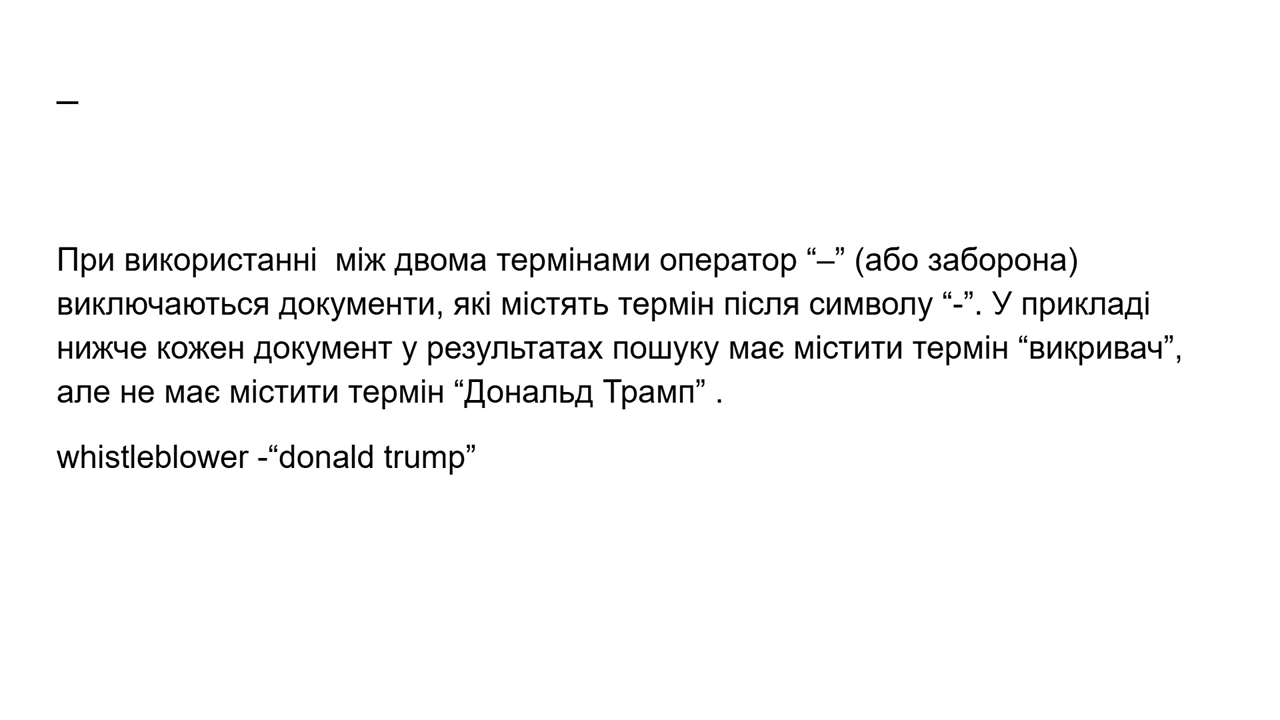 –
При використанні  між двома термінами оператор “–” (або заборона)
виключаються документи, які містять термін після символу “-”. У прикладі
нижче кожен документ у результатах пошуку має містити термін “викривач”,
але не має містити термін “Дональд Трамп” .
whistleblower -“donald trump”